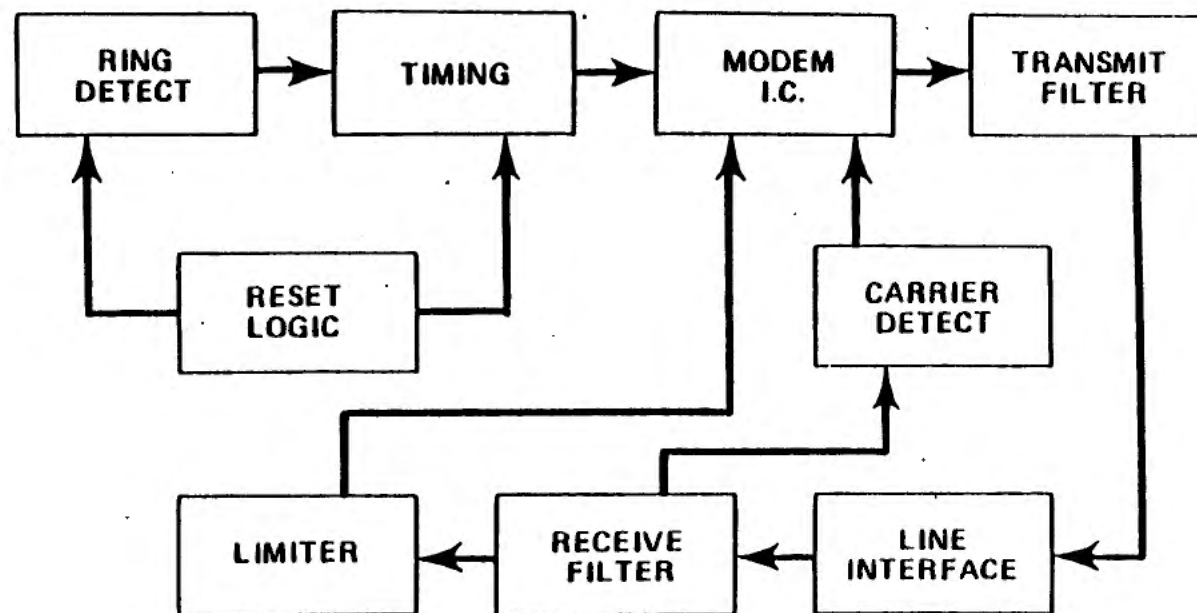 RING
DETECT
TIMING
MODEM
I.C.
TRANSMIT
FILTER
RESET
LOGIC
CARRIER
DETECT
LIMITER
RECEIVE
FILTER
LINE
INTERFACE